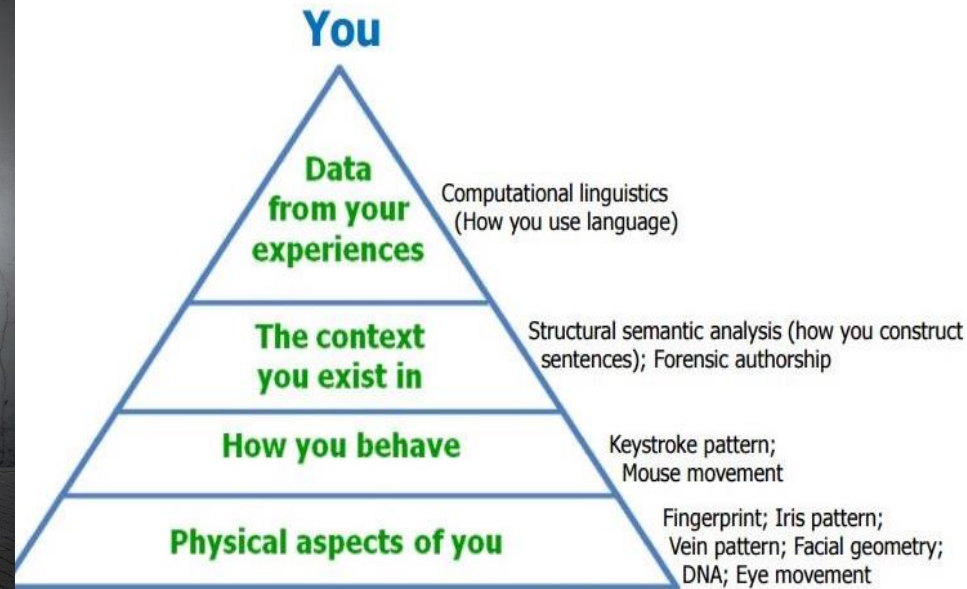 You
Data
from your
experiences
Computational linguistics
(How you use language)
The context
you exist in
Structural semantic analysis (how you construct
sentences); Forensic authorship
How you behave
Keystroke pattern;
Mouse movement
Physical aspects of you
Fingerprint; Iris pattern;
Vein pattern; Facial geometry;
DNA; Eye movement